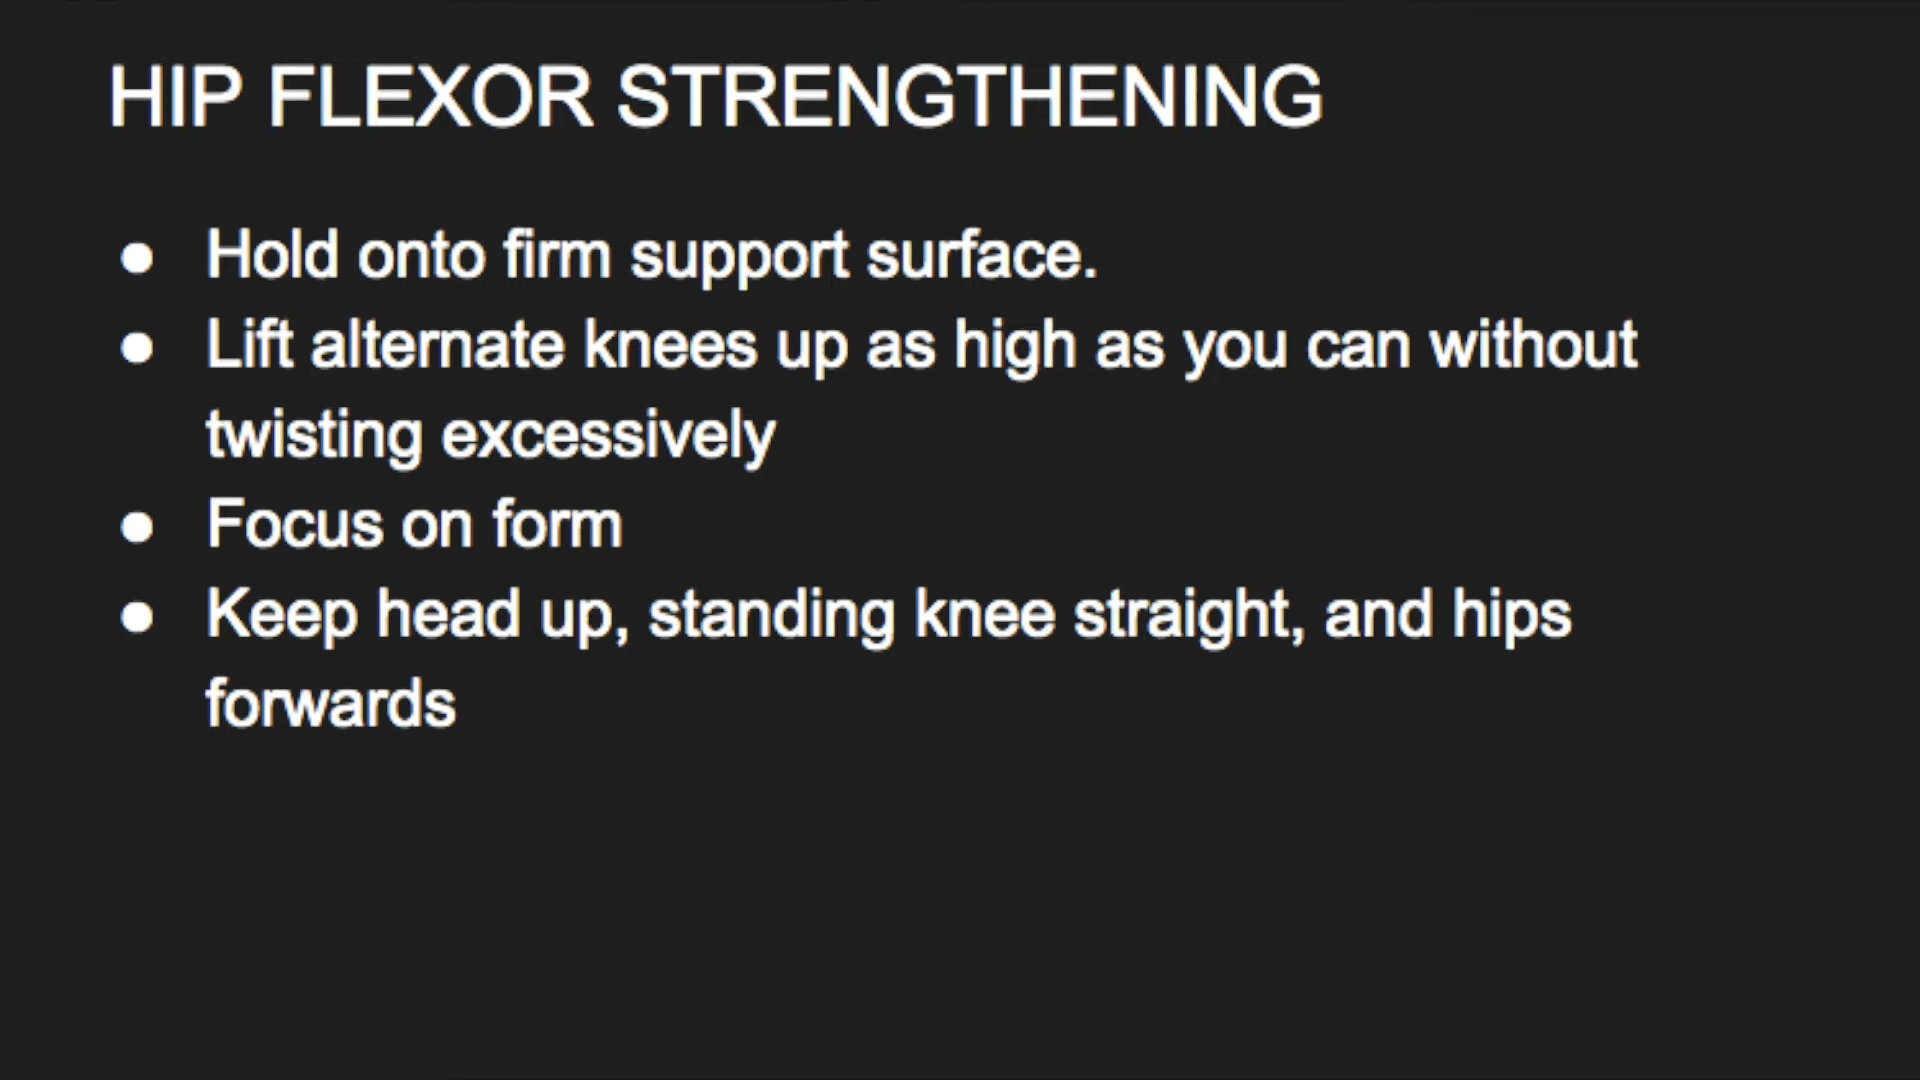 HIP FLEXOR STRENGTHENING
● Hold onto firm support surface.
● Lift alternate knees up as high as you can without
twisting excessively
● Focus on form
● Keep head up, standing knee straight, and hips
forwards